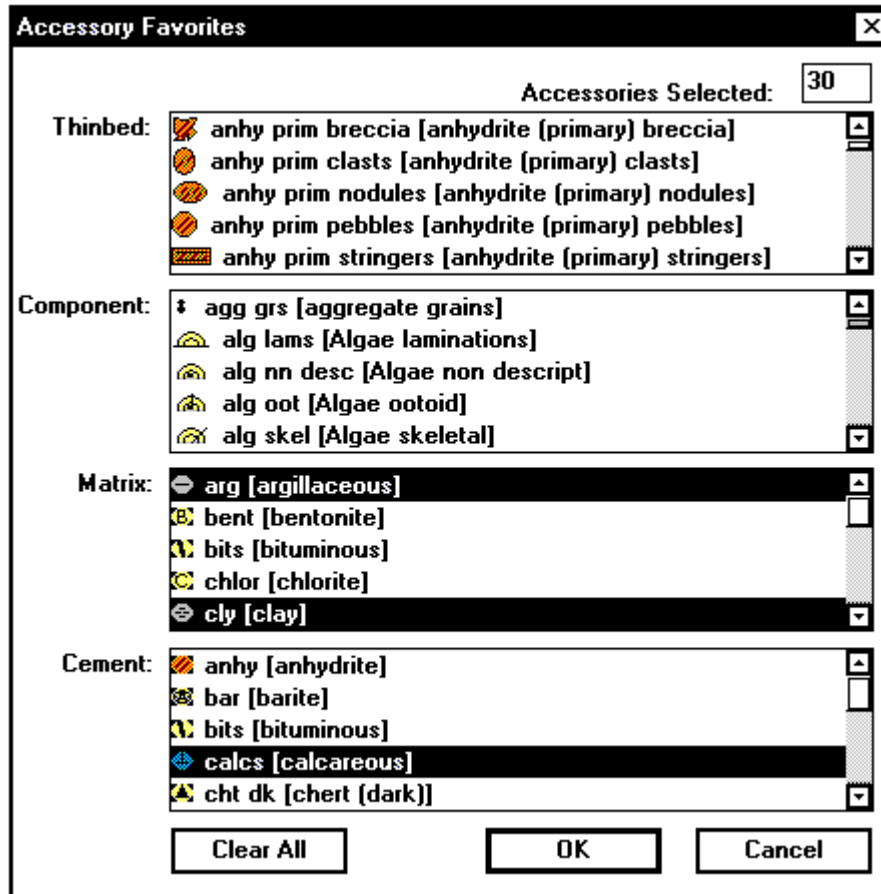 Accessory Favorites
Accessories Selected: 30
Thinbed: anhy prim breccia [anhydrite (primary) breccia]
anhy prim clasts [anhydrite (primary) clasts]
anhy prim nodules [anhydrite (primary) nodules]
anhy prim pebbles [anhydrite (primary) pebbles]
anhy prim stringers [anhydrite (primary) stringers]
Component: agg grs [aggregate grains]
alg lams [Algae laminations]
alg nn desc [Algae non descript]
alg oot [Algae ootoid]
alg skel [Algae skeletal]
Matrix: arg [argillaceous]
B bent [bentonite]
bits [bituminous]
C chlor [chlorite]
cly [clay]
Cement: anhy [anhydrite]
bar [barite]
bits [bituminous]
calcs [calcareous]
cht dk [chert (dark)]
Clear All OK Cancel